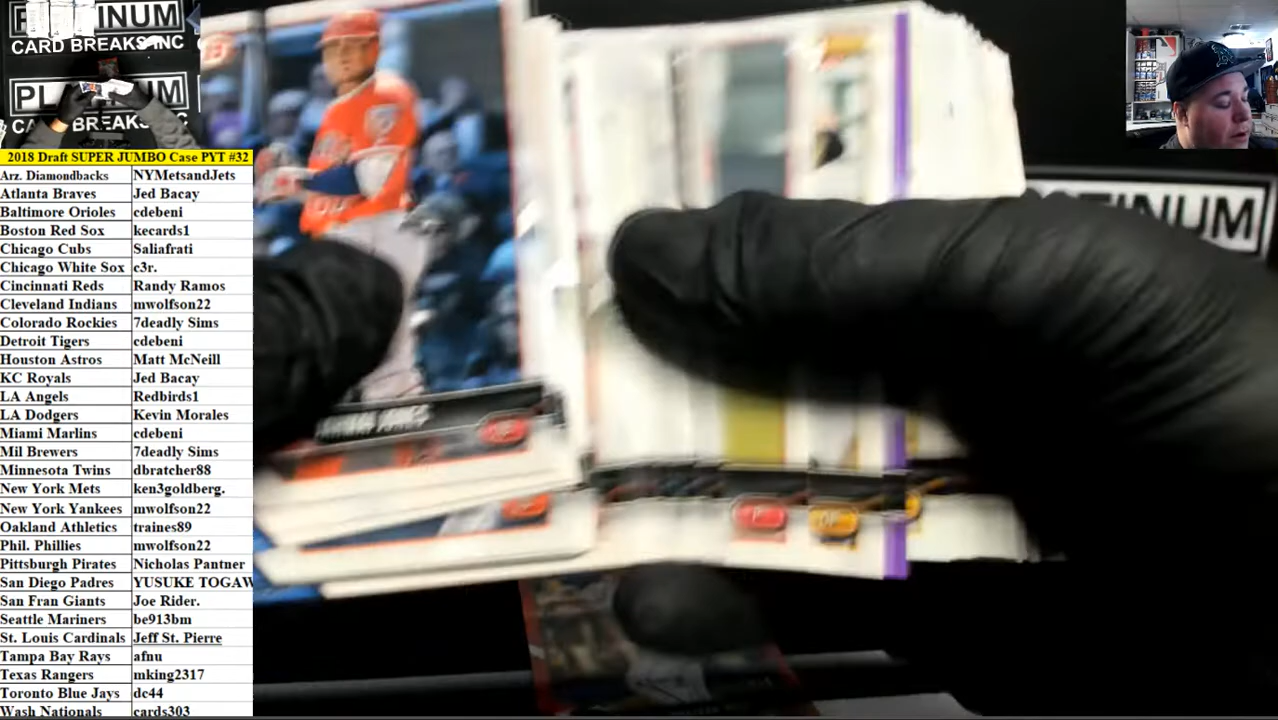 PLATINUM
CARD BREAKS INC
PLATINUM
CARD BREAKS INC
2018 Draft SUPER JUMBO Case PYT #32
Arz. Diamondbacks NYMetsandJets
Atlanta Braves Jed Bacay
Baltimore Orioles cdebeni
Boston Red Sox kecards1
Chicago Cubs Saliafrati
Chicago White Sox c3r.
Cincinnati Reds Randy Ramos
Cleveland Indians mwolfson22
Colorado Rockies 7deadly Sims
Detroit Tigers cdebeni
Houston Astros Matt McNeill
KC Royals Jed Bacay
LA Angels Redbirds1
LA Dodgers Kevin Morales
Miami Marlins cdebeni
Mil Brewers 7deadly Sims
Minnesota Twins dbratcher88
New York Mets ken3goldberg.
New York Yankees mwolfson22
Oakland Athletics traines89
Phil. Phillies mwolfson22
Pittsburgh Pirates Nicholas Pantner
San Diego Padres YUSUKE TOGAW
San Fran Giants Joe Rider.
Seattle Mariners be913bm
St. Louis Cardinals Jeff St. Pierre
Tampa Bay Rays afnu
Texas Rangers mking2317
Toronto Blue Jays dc44
Wash Nationals cards303